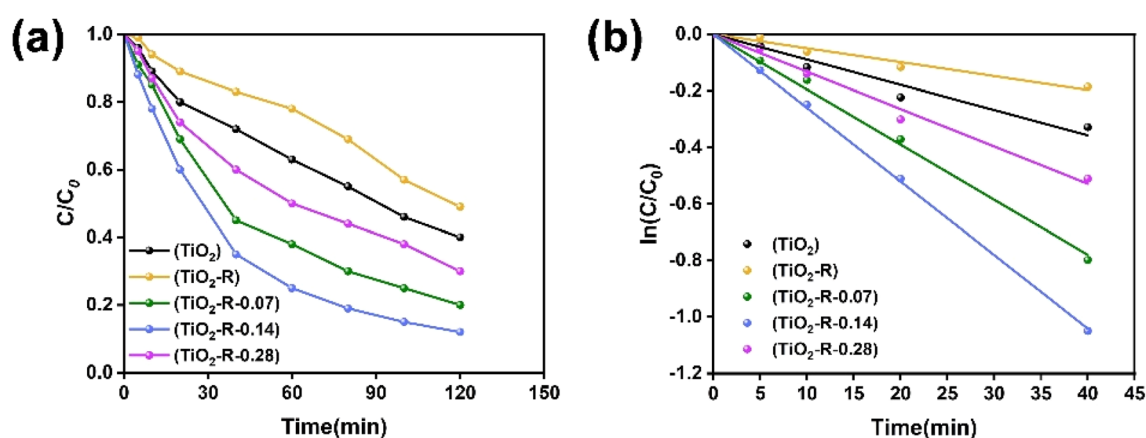 (a)
1.0
0.8
0.6
0.4
0.2
0.0
C/C₀
(TiO₂)
(TiO₂-R)
(TiO₂-R-0.07)
(TiO₂-R-0.14)
(TiO₂-R-0.28)
0 30 60 90 120 150
Time(min)
(b)
0.0
-0.2
-0.4
-0.6
-0.8
-1.0
-1.2
ln(C/C₀)
(TiO₂)
(TiO₂-R)
(TiO₂-R-0.07)
(TiO₂-R-0.14)
(TiO₂-R-0.28)
0 5 10 15 20 25 30 35 40 45
Time(min)